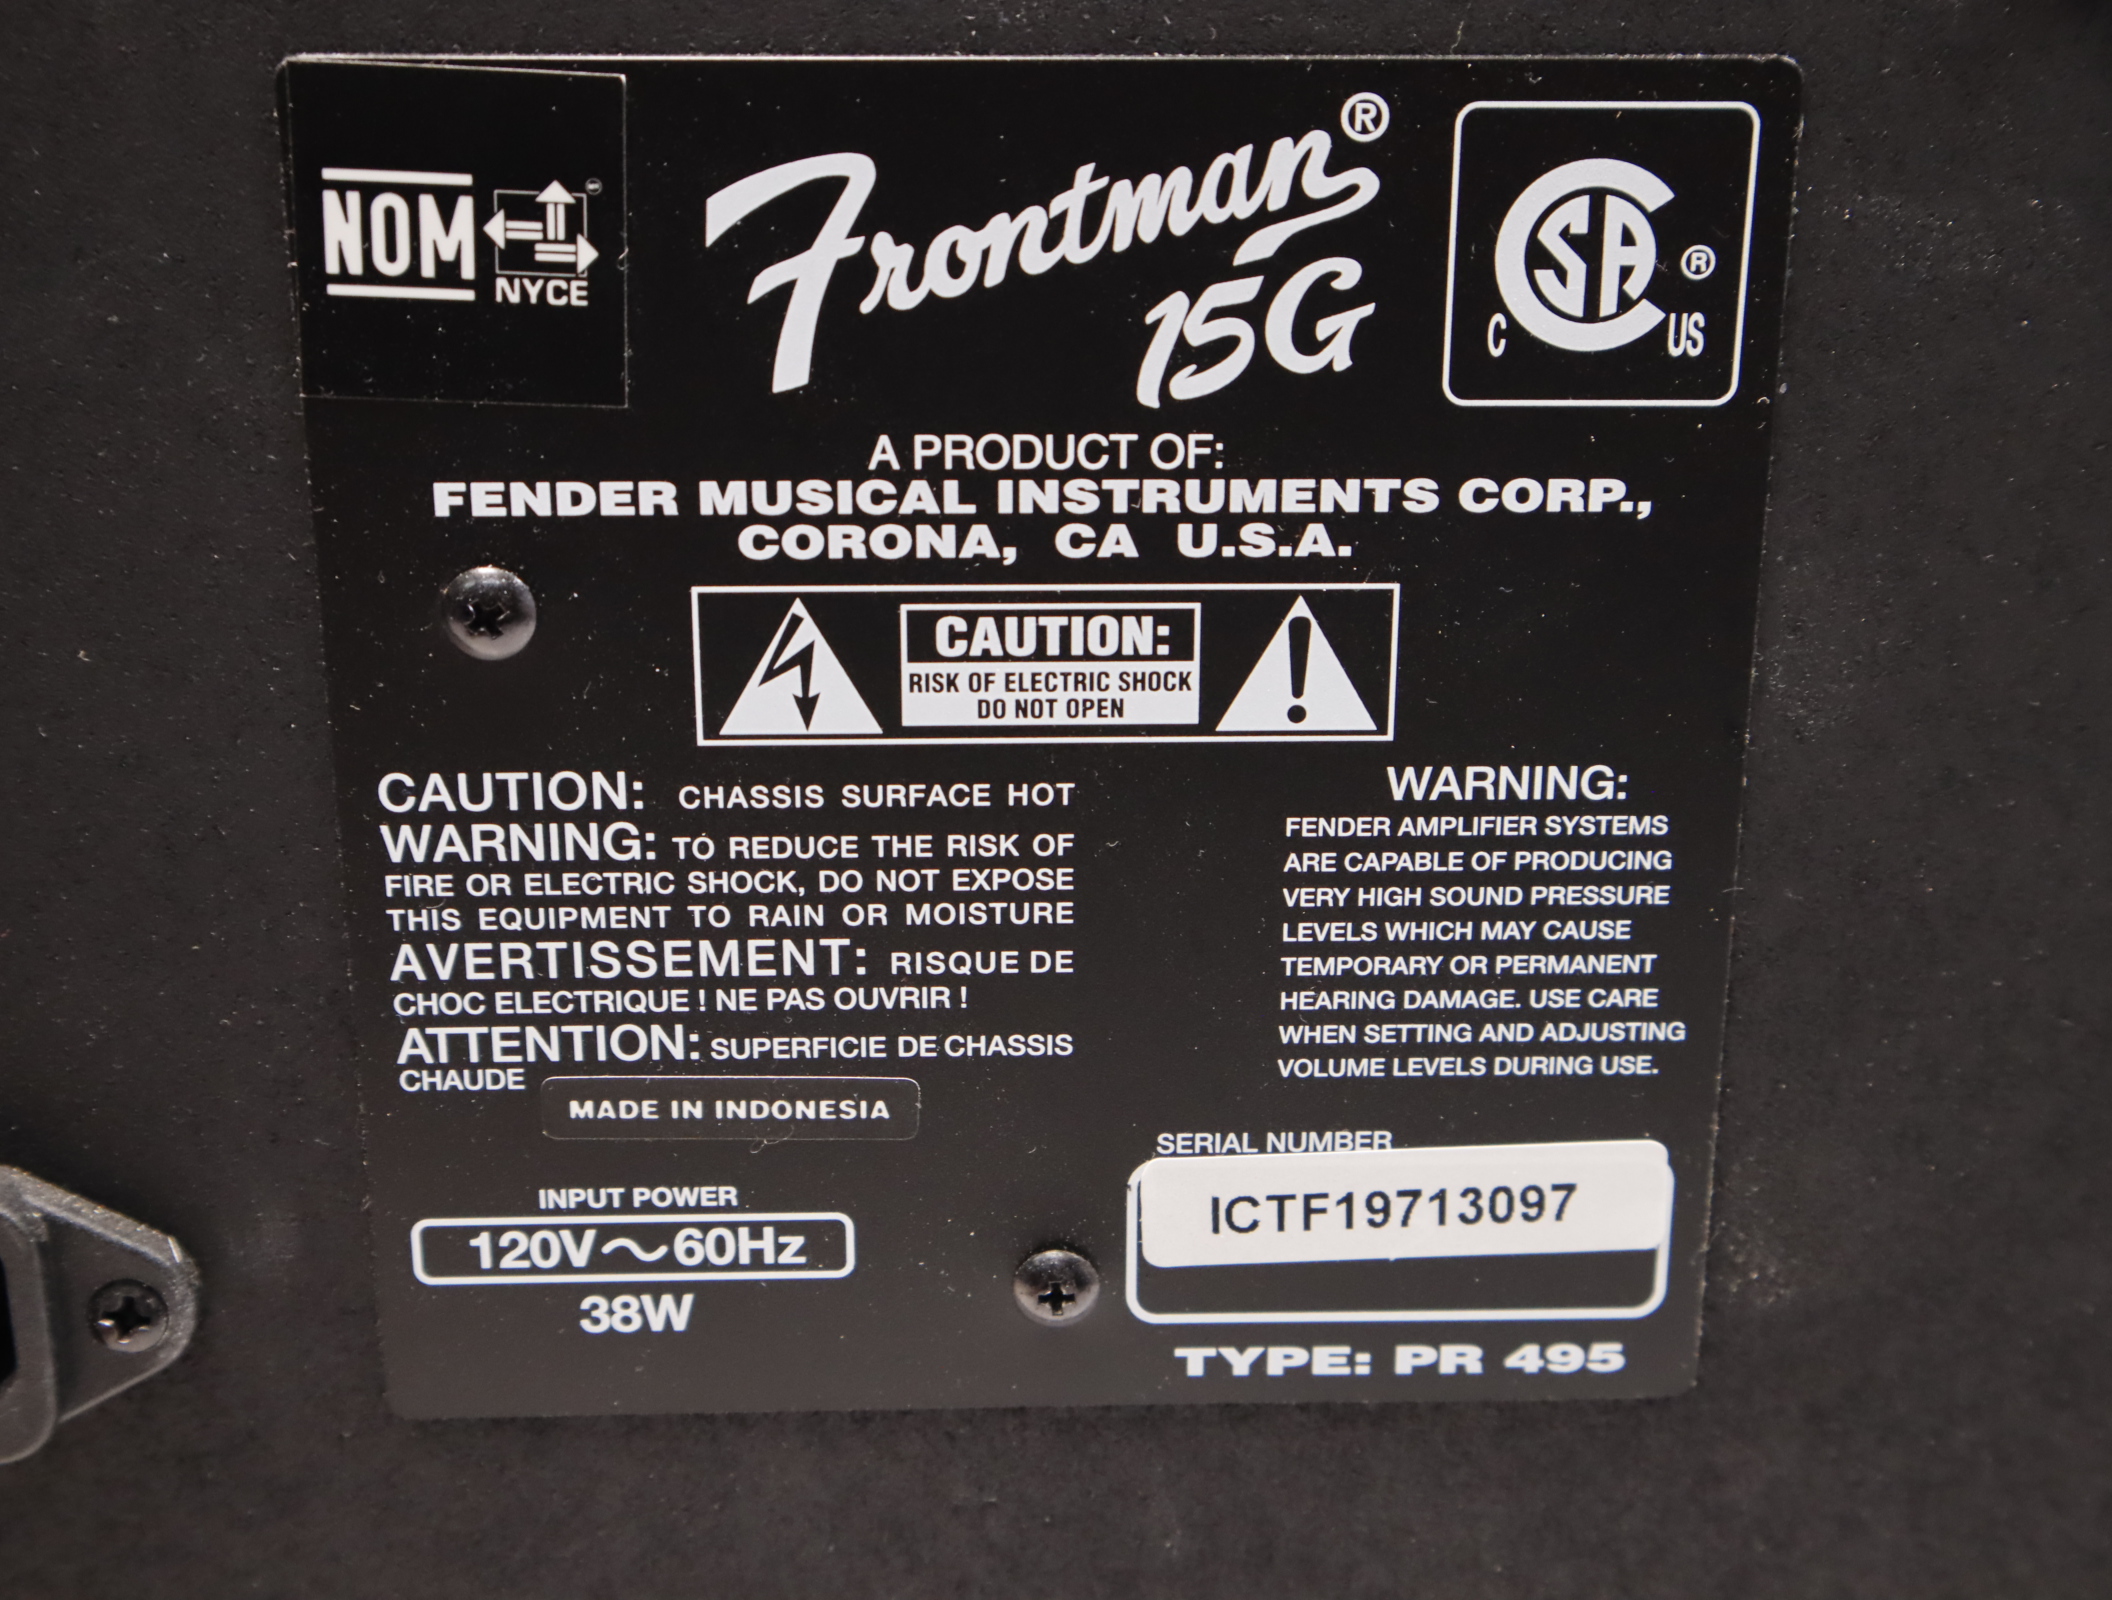 NOM
NYCE
Frontman®
15G
CSA®
C US
A PRODUCT OF:
FENDER MUSICAL INSTRUMENTS CORP.,
CORONA, CA U.S.A.
CAUTION:
RISK OF ELECTRIC SHOCK
DO NOT OPEN
CAUTION: CHASSIS SURFACE HOT
WARNING: TO REDUCE THE RISK OF
FIRE OR ELECTRIC SHOCK, DO NOT EXPOSE
THIS EQUIPMENT TO RAIN OR MOISTURE
AVERTISSEMENT: RISQUE DE
CHOC ELECTRIQUE ! NE PAS OUVRIR !
ATTENTION: SUPERFICIE DE CHASSIS
CHAUDE
MADE IN INDONESIA
INPUT POWER
120V~60Hz
38W
WARNING:
FENDER AMPLIFIER SYSTEMS
ARE CAPABLE OF PRODUCING
VERY HIGH SOUND PRESSURE
LEVELS WHICH MAY CAUSE
TEMPORARY OR PERMANENT
HEARING DAMAGE. USE CARE
WHEN SETTING AND ADJUSTING
VOLUME LEVELS DURING USE.
SERIAL NUMBER
ICTF19713097
TYPE: PR 495